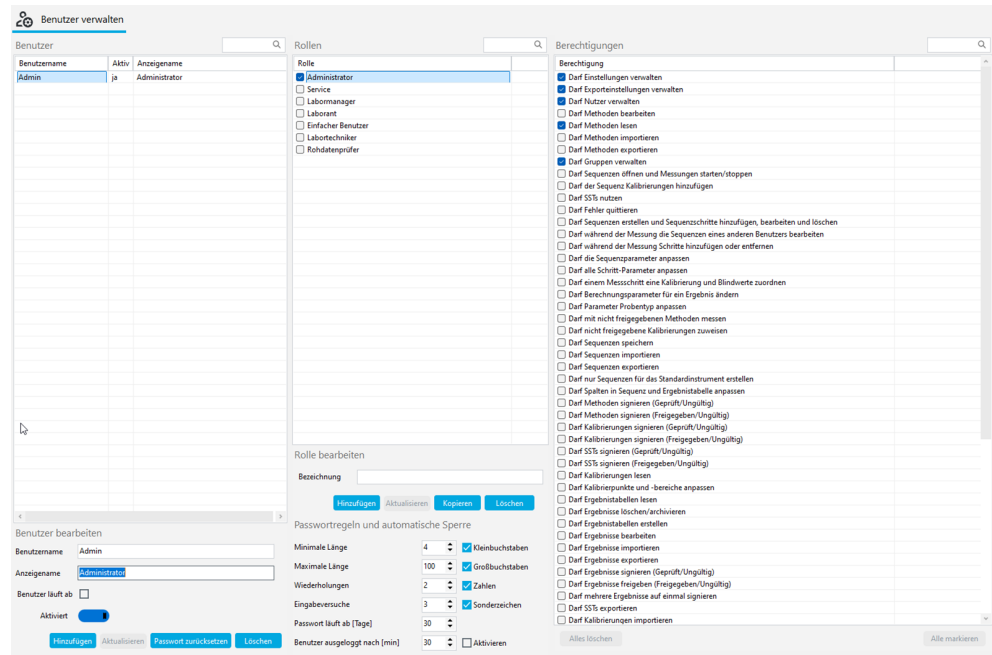 Benutzer verwalten
Benutzer
Benutzername Aktiv Anzeigename
Admin ja Administrator
Benutzer bearbeiten
Benutzername Admin
Anzeigename Administrator
Benutzer läuft ab
Aktiviert
Hinzufügen Aktualisieren Passwort zurücksetzen Löschen
Rollen
Rolle
Administrator
Service
Labormanager
Laborant
Einfacher Benutzer
Labortechniker
Rohdatenprüfer
Rolle bearbeiten
Bezeichnung
Hinzufügen Aktualisieren Kopieren Löschen
Passwortregeln und automatische Sperre
Minimale Länge 4 Kleinbuchstaben
Maximale Länge 100 Großbuchstaben
Wiederholungen 2 Zahlen
Eingabeversuche 3 Sonderzeichen
Passwort läuft ab [Tage] 30
Benutzer ausgeloggt nach [min] 30 Aktivieren
Berechtigungen
Berechtigung
Darf Einstellungen verwalten
Darf Exporteinstellungen verwalten
Darf Nutzer verwalten
Darf Methoden bearbeiten
Darf Methoden lesen
Darf Methoden importieren
Darf Methoden exportieren
Darf Gruppen verwalten
Darf Sequenzen öffnen und Messungen starten/stoppen
Darf der Sequenz Kalibrierungen hinzufügen
Darf SSTs nutzen
Darf Fehler quittieren
Darf Sequenzen erstellen und Sequenzschritte hinzufügen, bearbeiten und löschen
Darf während der Messung die Sequenzen eines anderen Benutzers bearbeiten
Darf während der Messung Schritte hinzufügen oder entfernen
Darf die Sequenzparameter anpassen
Darf alle Schritt-Parameter anpassen
Darf einem Messschritt eine Kalibrierung und Blindwerte zuordnen
Darf Berechnungsparameter für ein Ergebnis ändern
Darf Parameter Probentyp anpassen
Darf mit nicht freigegebenen Methoden messen
Darf nicht freigegebene Kalibrierungen zuweisen
Darf Sequenzen speichern
Darf Sequenzen importieren
Darf Sequenzen exportieren
Darf nur Sequenzen für das Standardinstrument erstellen
Darf Spalten in Sequenz und Ergebnistabelle anpassen
Darf Methoden signieren (Geprüft/Ungültig)
Darf Methoden signieren (Freigegeben/Ungültig)
Darf Kalibrierungen signieren (Geprüft/Ungültig)
Darf Kalibrierungen signieren (Freigegeben/Ungültig)
Darf SSTs signieren (Geprüft/Ungültig)
Darf SSTs signieren (Freigegeben/Ungültig)
Darf Kalibrierungen lesen
Darf Kalibrierpunkte und -bereiche anpassen
Darf Ergebnistabellen lesen
Darf Ergebnisse löschen/archivieren
Darf Ergebnistabellen erstellen
Darf Ergebnisse bearbeiten
Darf Ergebnisse importieren
Darf Ergebnisse exportieren
Darf Ergebnisse signieren (Geprüft/Ungültig)
Darf Ergebnisse freigeben (Freigegeben/Ungültig)
Darf mehrere Ergebnisse auf einmal signieren
Darf SSTs exportieren
Darf Kalibrierungen importieren
Alles löschen Alle markieren